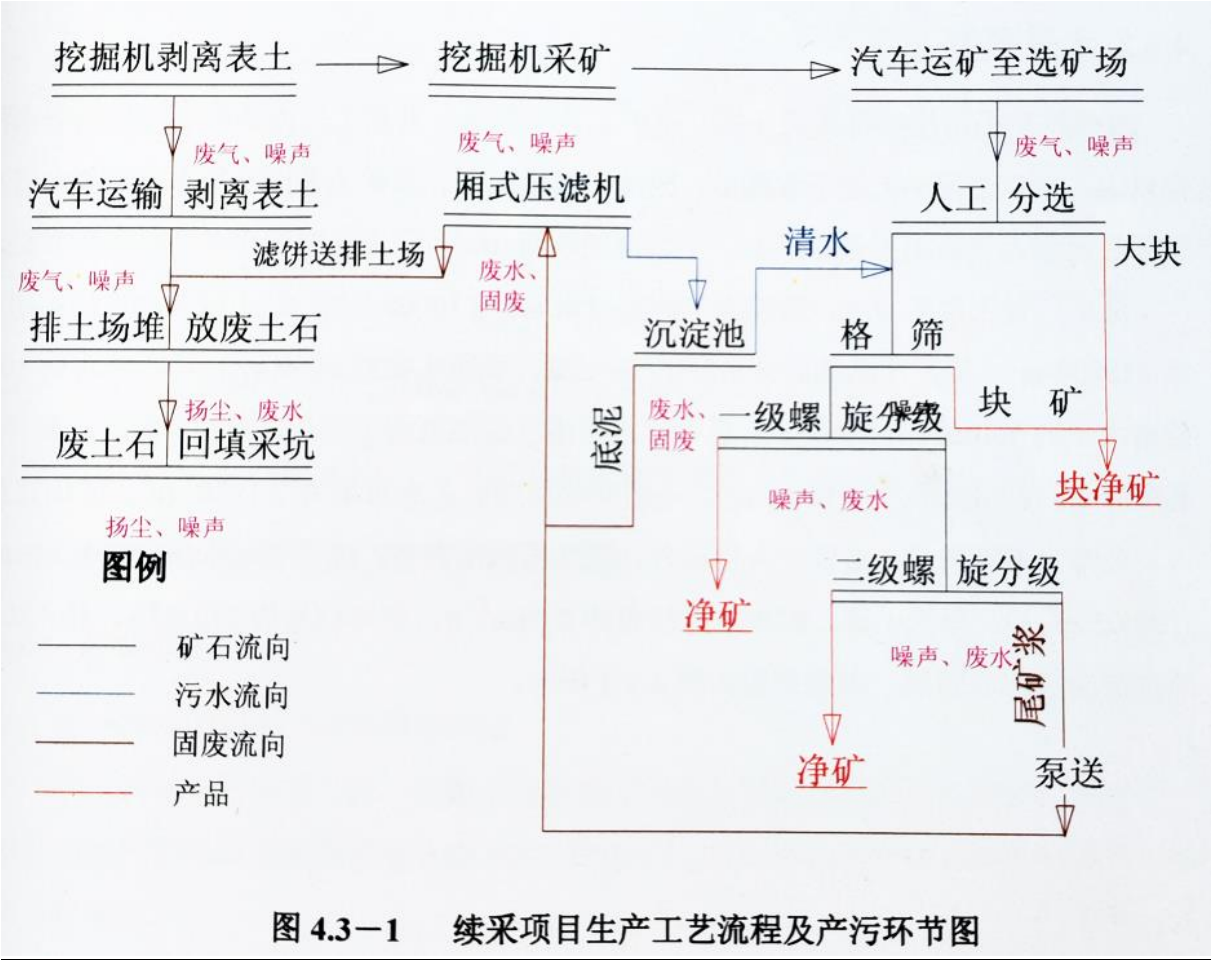 挖掘机剥离表土
挖掘机采矿
汽车运矿至选矿场
废气、噪声
废气、噪声
废气、噪声
汽车运输 剥离表土
厢式压滤机
人工 分选
滤饼送排土场
清水
大块
废气、噪声
废水、
固废
排土场堆 放废土石
沉淀池
格 筛
扬尘、废水
底泥
废水、
固废
一级螺 旋分级
噪声
块 矿
废土石 回填采坑
块净矿
噪声、废水
扬尘、噪声
图例
二级螺 旋分级
净矿
矿石流向
噪声、废水
尾矿浆
污水流向
固废流向
净矿
泵送
产品
图 4.3－1 续采项目生产工艺流程及产污环节图